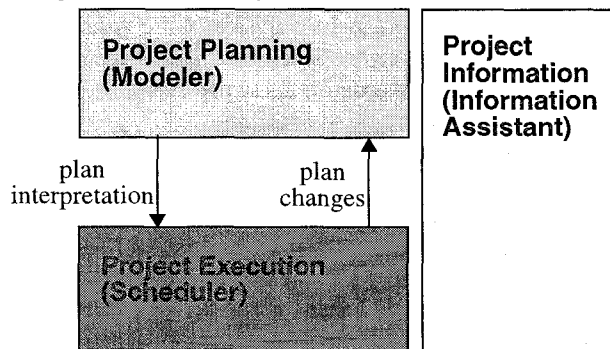 Project Planning
(Modeler)
Project
Information
(Information
Assistant)
plan
interpretation
plan
changes
Project Execution
(Scheduler)